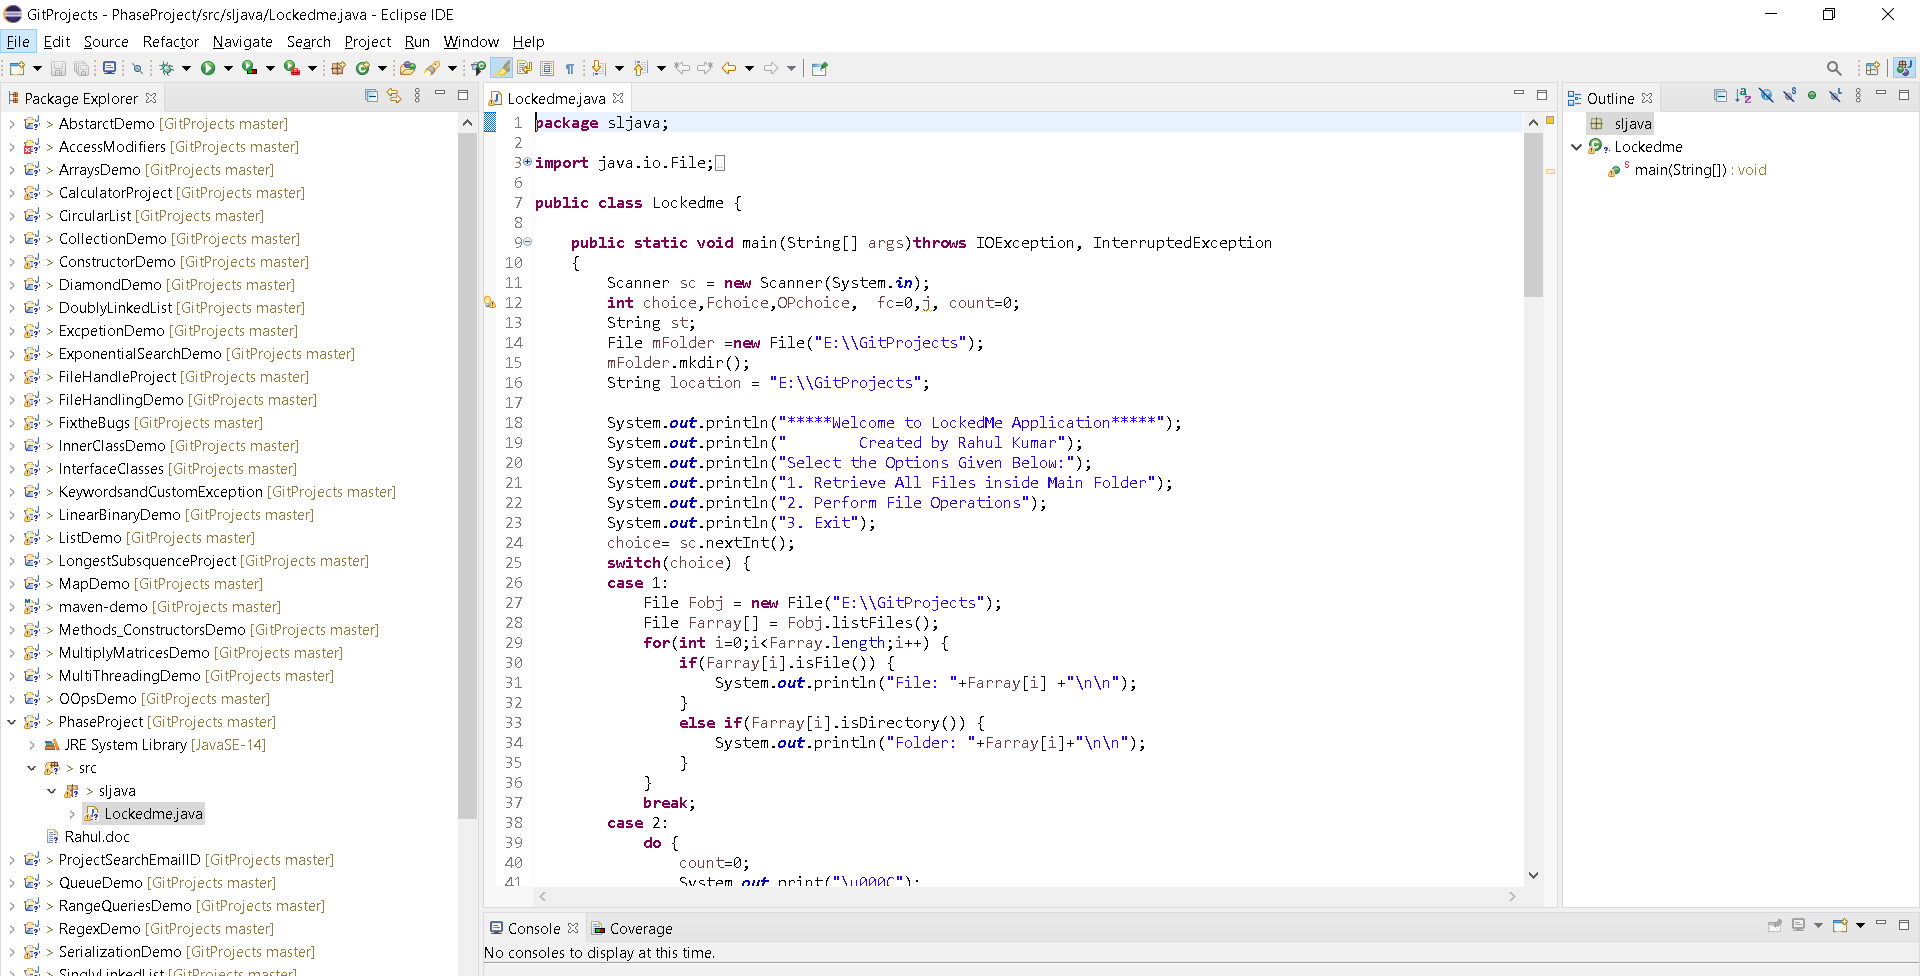 GitProjects - PhaseProject/src/sljava/Lockedme.java - Eclipse IDE
File Edit Source Refactor Navigate Search Project Run Window Help
Package Explorer
> AbstarctDemo [GitProjects master]
> AccessModifiers [GitProjects master]
> ArraysDemo [GitProjects master]
> CalculatorProject [GitProjects master]
> CircularList [GitProjects master]
> CollectionDemo [GitProjects master]
> ConstructorDemo [GitProjects master]
> DiamondDemo [GitProjects master]
> DoublyLinkedList [GitProjects master]
> ExcpetionDemo [GitProjects master]
> ExponentialSearchDemo [GitProjects master]
> FileHandleProject [GitProjects master]
> FileHandlingDemo [GitProjects master]
> FixtheBugs [GitProjects master]
> InnerClassDemo [GitProjects master]
> InterfaceClasses [GitProjects master]
> KeywordsandCustomException [GitProjects master]
> LinearBinaryDemo [GitProjects master]
> ListDemo [GitProjects master]
> LongestSubsquenceProject [GitProjects master]
> MapDemo [GitProjects master]
> maven-demo [GitProjects master]
> Methods_ConstructorsDemo [GitProjects master]
> MultiplyMatricesDemo [GitProjects master]
> MultiThreadingDemo [GitProjects master]
> OOpsDemo [GitProjects master]
> PhaseProject [GitProjects master]
JRE System Library [JavaSE-14]
> src
> sljava
Lockedme.java
Rahul.doc
> ProjectSearchEmailID [GitProjects master]
> QueueDemo [GitProjects master]
> RangeQueriesDemo [GitProjects master]
> RegexDemo [GitProjects master]
> SerializationDemo [GitProjects master]
> SinglyLinkedList [GitProjects master]
Lockedme.java
1 package sljava;
2
3 import java.io.File;
6
7 public class Lockedme {
8
9 public static void main(String[] args)throws IOException, InterruptedException
10 {
11 Scanner sc = new Scanner(System.in);
12 int choice,Fchoice,OPchoice,  fc=0,j, count=0;
13 String st;
14 File mFolder =new File("E:\\GitProjects");
15 mFolder.mkdir();
16 String location = "E:\\GitProjects";
17
18 System.out.println("*****Welcome to LockedMe Application*****");
19 System.out.println("        Created by Rahul Kumar");
20 System.out.println("Select the Options Given Below:");
21 System.out.println("1. Retrieve All Files inside Main Folder");
22 System.out.println("2. Perform File Operations");
23 System.out.println("3. Exit");
24 choice= sc.nextInt();
25 switch(choice) {
26 case 1:
27 File Fobj = new File("E:\\GitProjects");
28 File Farray[] = Fobj.listFiles();
29 for(int i=0;i<Farray.length;i++) {
30 if(Farray[i].isFile()) {
31 System.out.println("File: "+Farray[i] +"\n\n");
32 }
33 else if(Farray[i].isDirectory()) {
34 System.out.println("Folder: "+Farray[i]+"\n\n");
35 }
36 }
37 break;
38 case 2:
39 do {
40 count=0;
41 System.out.print("\u000C");
Outline
sljava
Lockedme
main(String[]) : void
Console
Coverage
No consoles to display at this time.